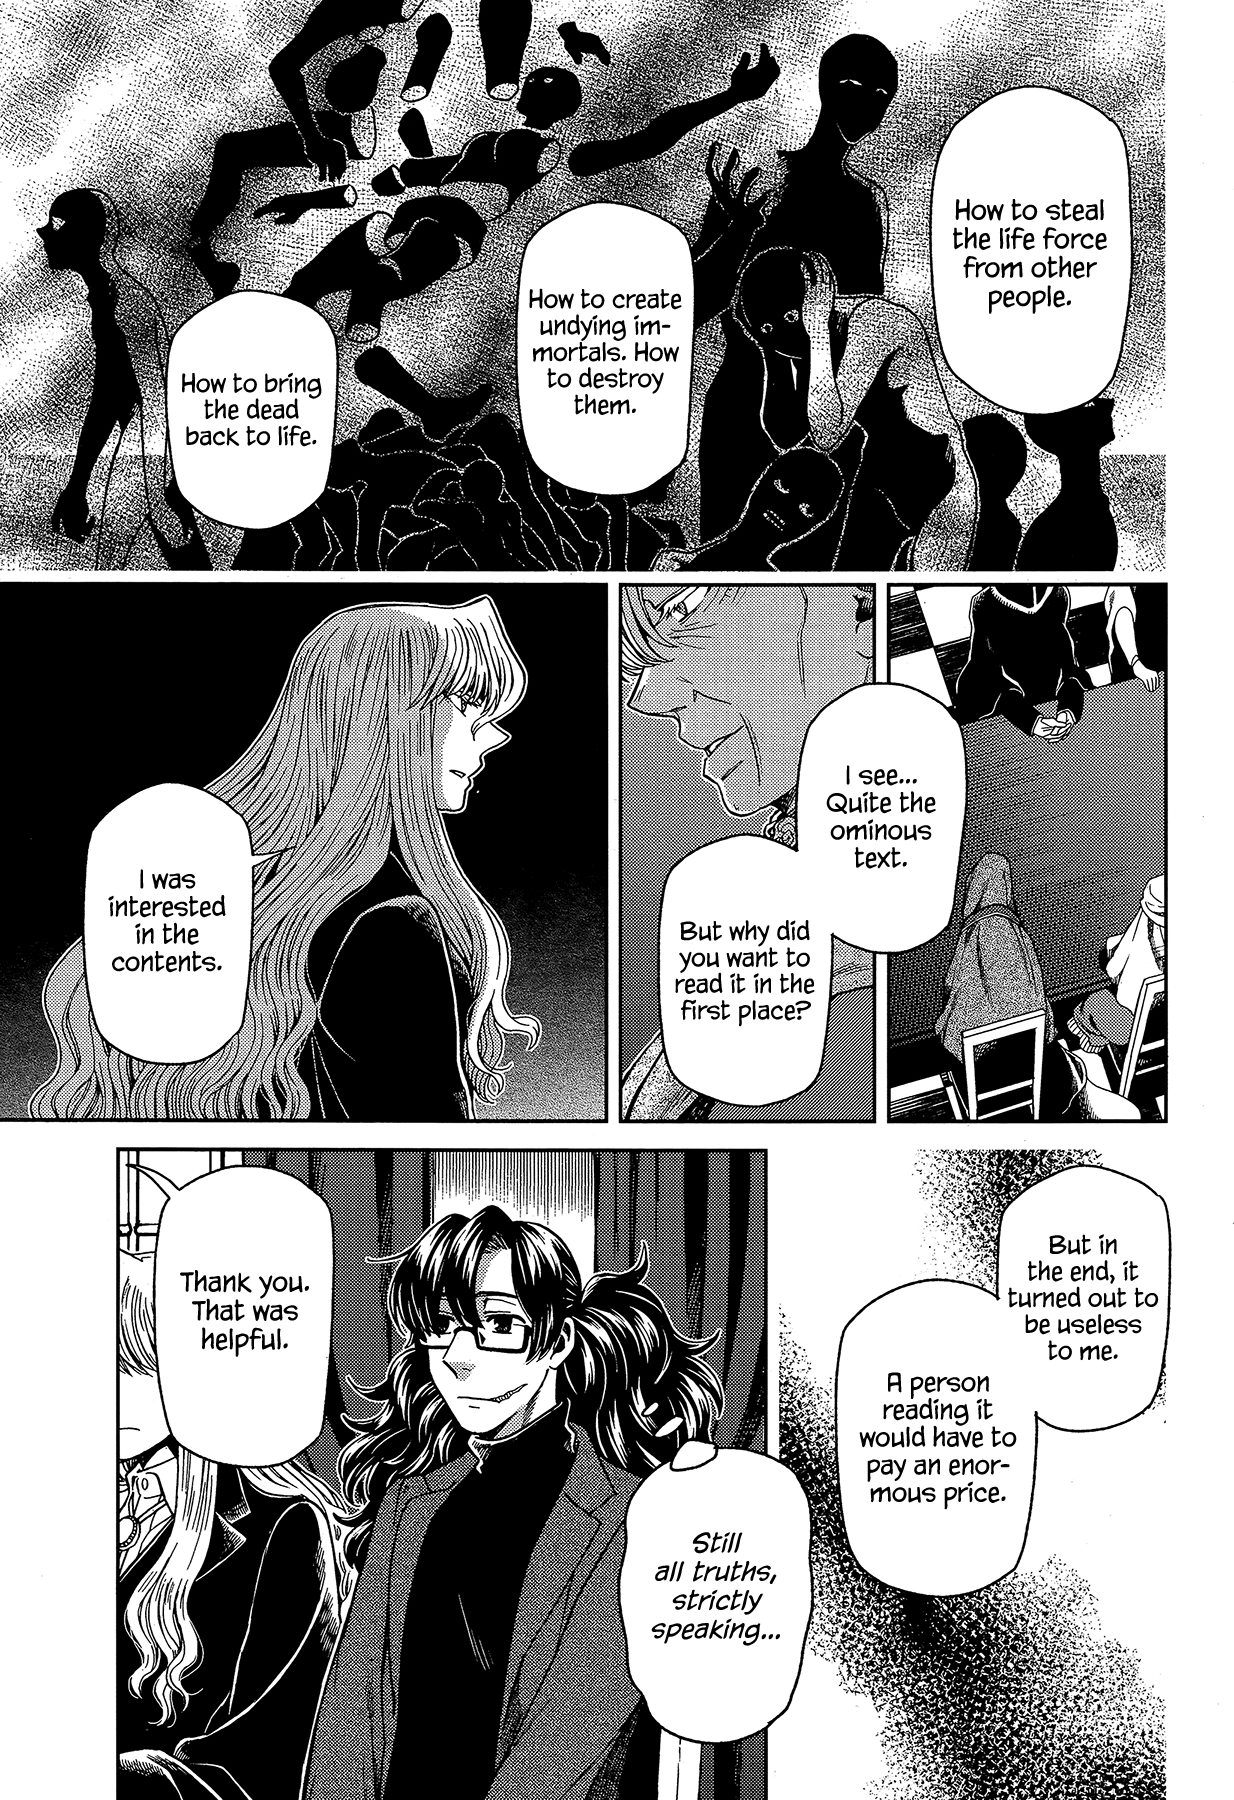 How to steal
the life force
from other
people.
How to create
undying im-
mortals. How
to destroy
them.
How to bring
the dead
back to life.
I see...
Quite the
ominous
text.
But why did
you want to
read it in the
first place?
I was
interested
in the
contents.
But in
the end, it
turned out to
be useless
to me.
A person
reading it
would have to
pay an enor-
mous price.
Still
all truths,
strictly
speaking...
Thank you.
That was
helpful.